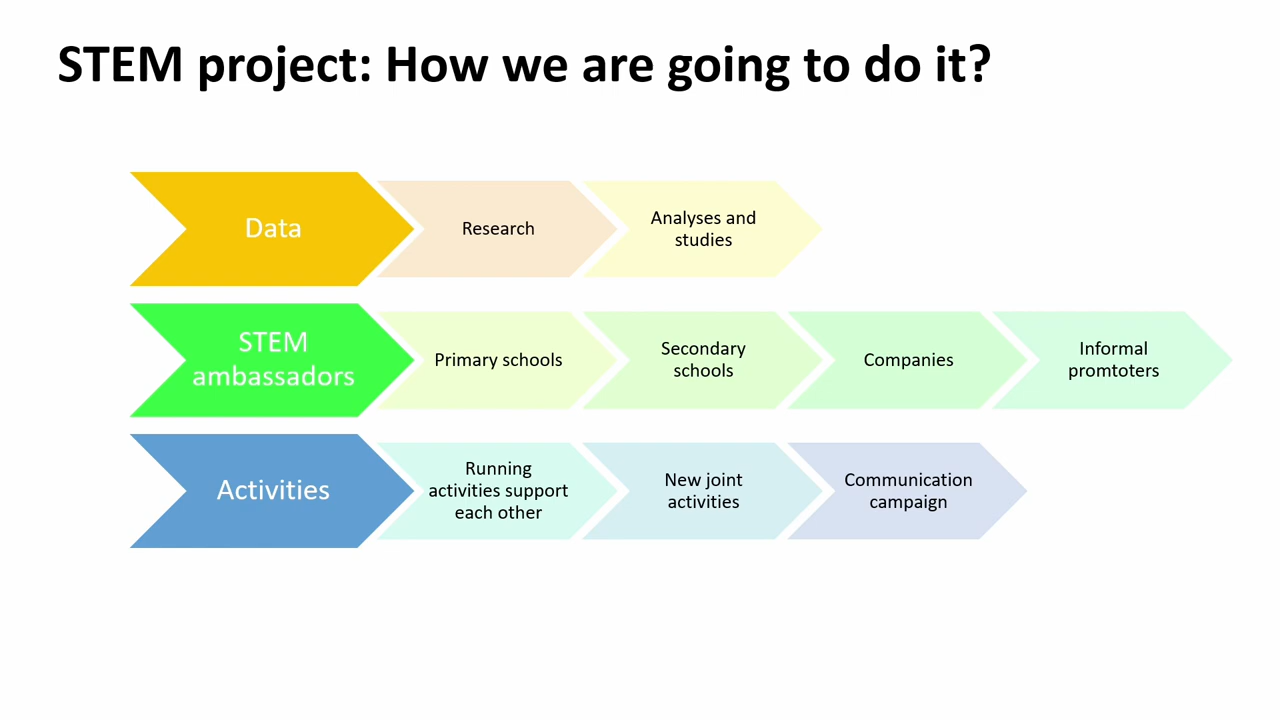 STEM project: How we are going to do it?
Data
Research
Analyses and
studies
STEM
ambassadors
Primary schools
Secondary
schools
Companies
Informal
promtoters
Activities
Running
activities support
each other
New joint
activities
Communication
campaign